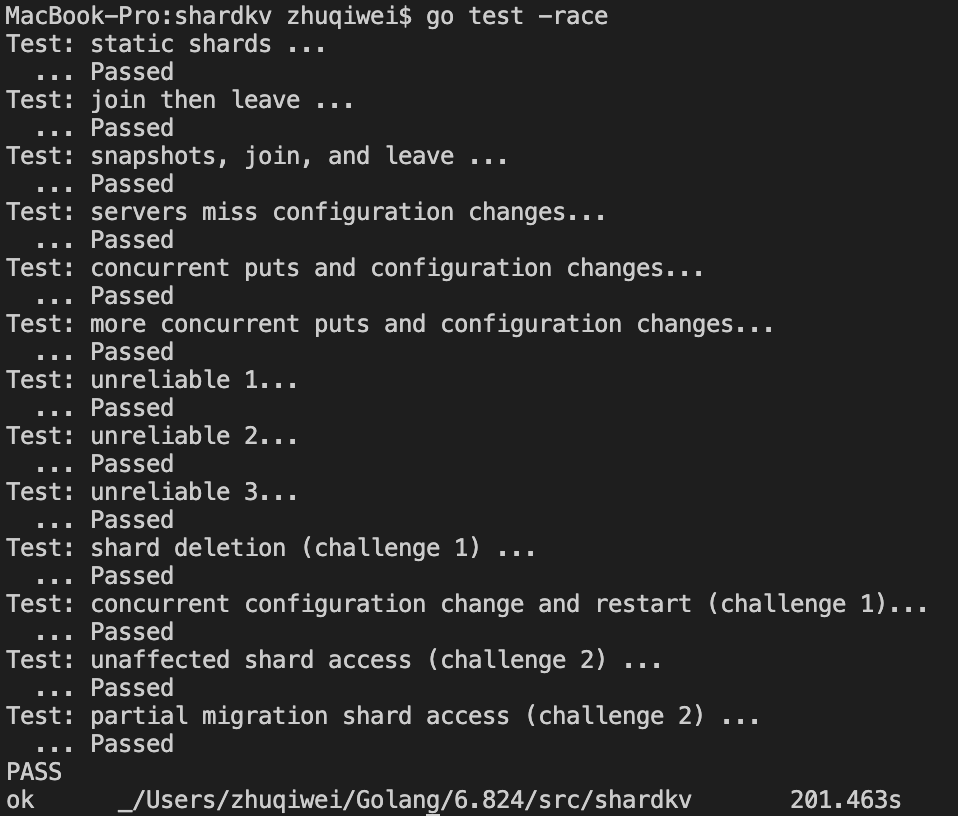 MacBook-Pro:shardkv zhuqiwei$ go test -race
Test: static shards ...
  ... Passed
Test: join then leave ...
  ... Passed
Test: snapshots, join, and leave ...
  ... Passed
Test: servers miss configuration changes...
  ... Passed
Test: concurrent puts and configuration changes...
  ... Passed
Test: more concurrent puts and configuration changes...
  ... Passed
Test: unreliable 1...
  ... Passed
Test: unreliable 2...
  ... Passed
Test: unreliable 3...
  ... Passed
Test: shard deletion (challenge 1) ...
  ... Passed
Test: concurrent configuration change and restart (challenge 1)...
  ... Passed
Test: unaffected shard access (challenge 2) ...
  ... Passed
Test: partial migration shard access (challenge 2) ...
  ... Passed
PASS
ok      _/Users/zhuqiwei/Golang/6.824/src/shardkv       201.463s